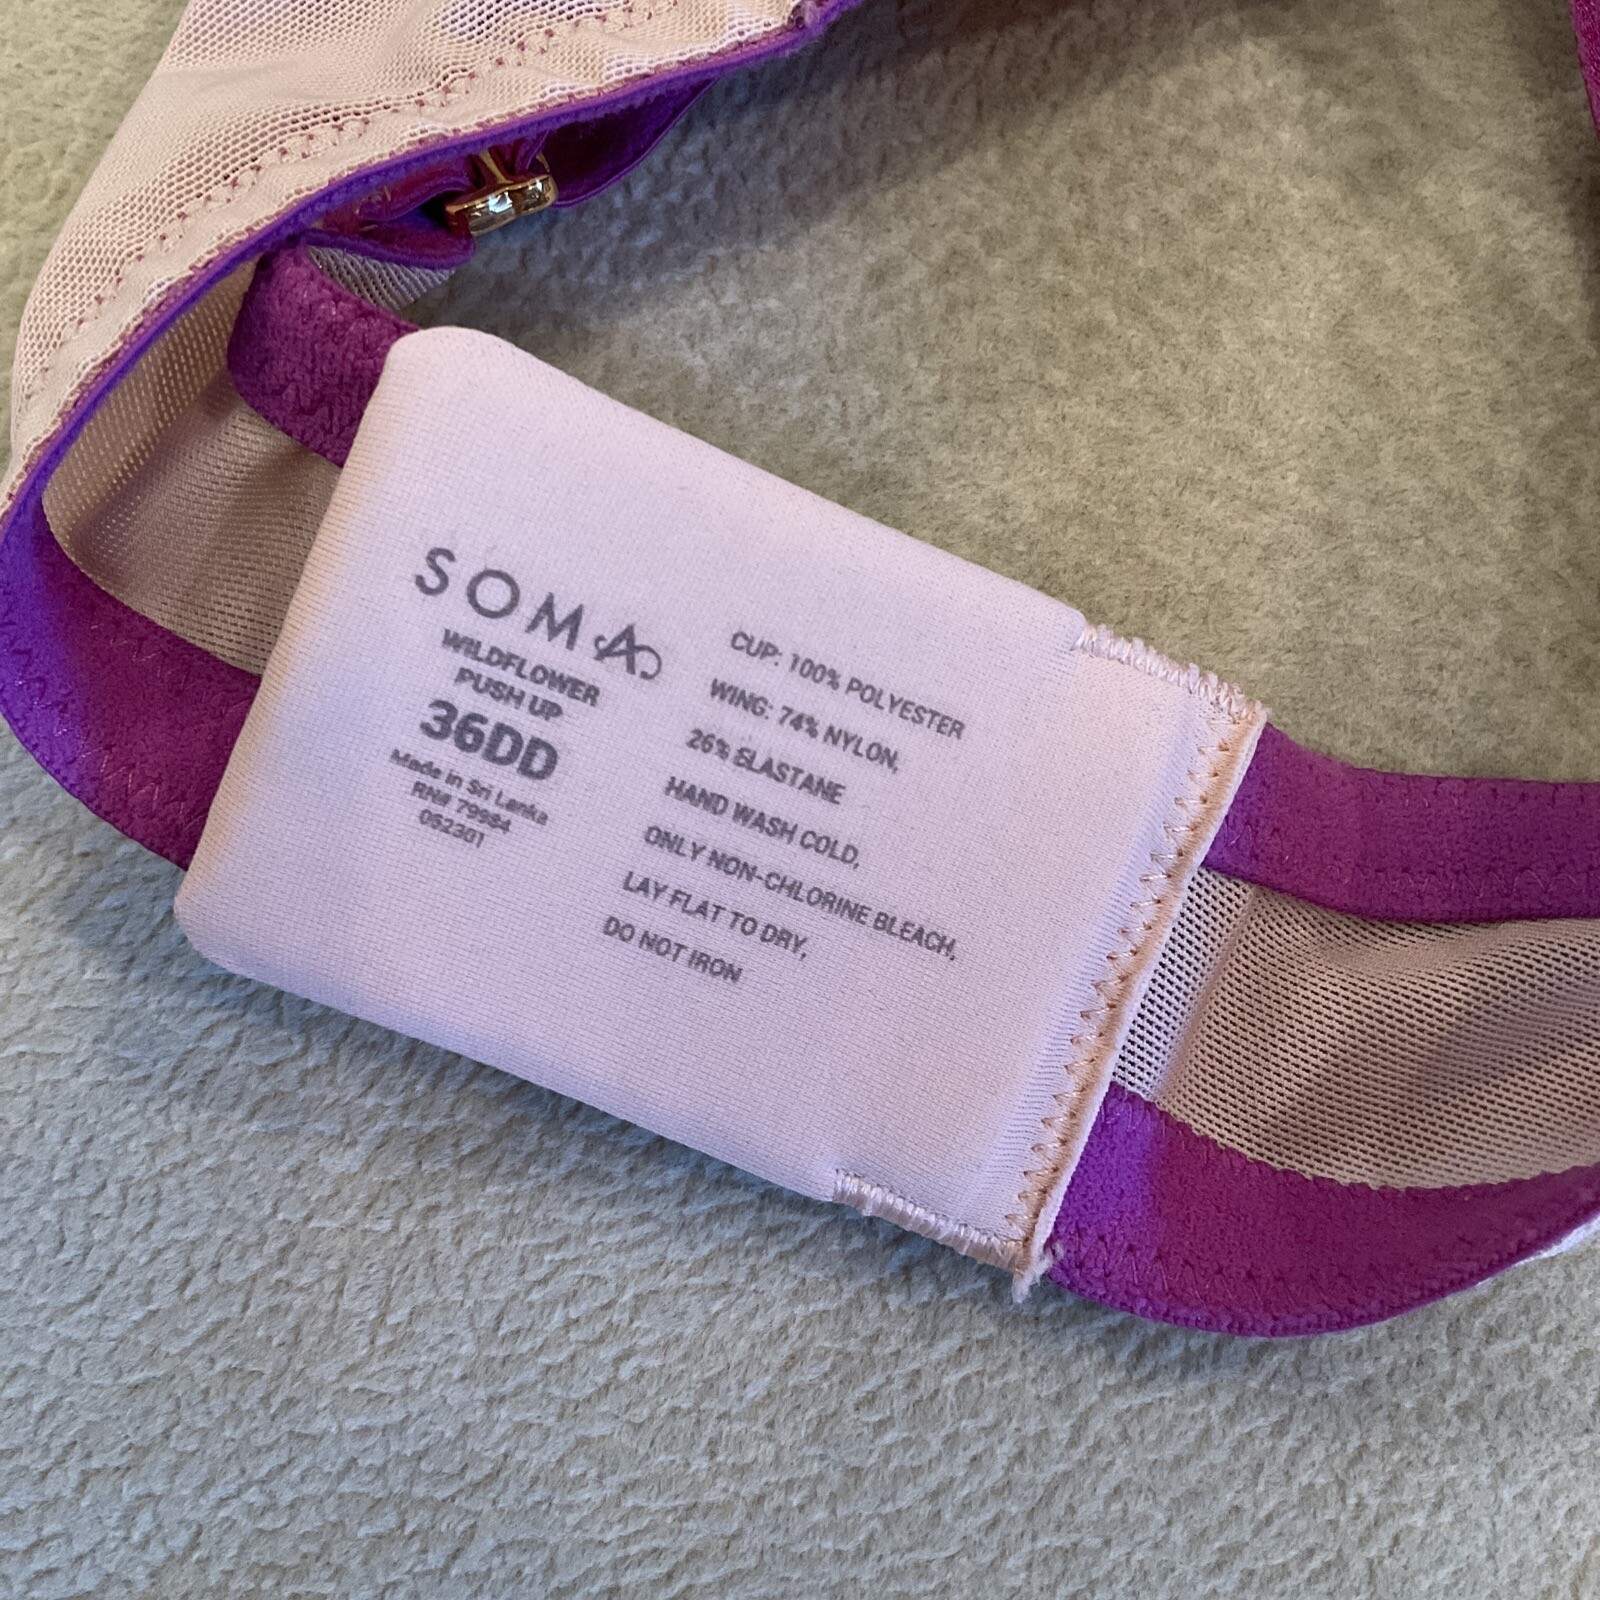 SOMA
WILDFLOWER
PUSH UP
36DD
Made in Sri Lanka
RN# 79984
052301
CUP: 100% POLYESTER
WING: 74% NYLON,
26% ELASTANE
HAND WASH COLD,
ONLY NON-CHLORINE BLEACH,
LAY FLAT TO DRY,
DO NOT IRON